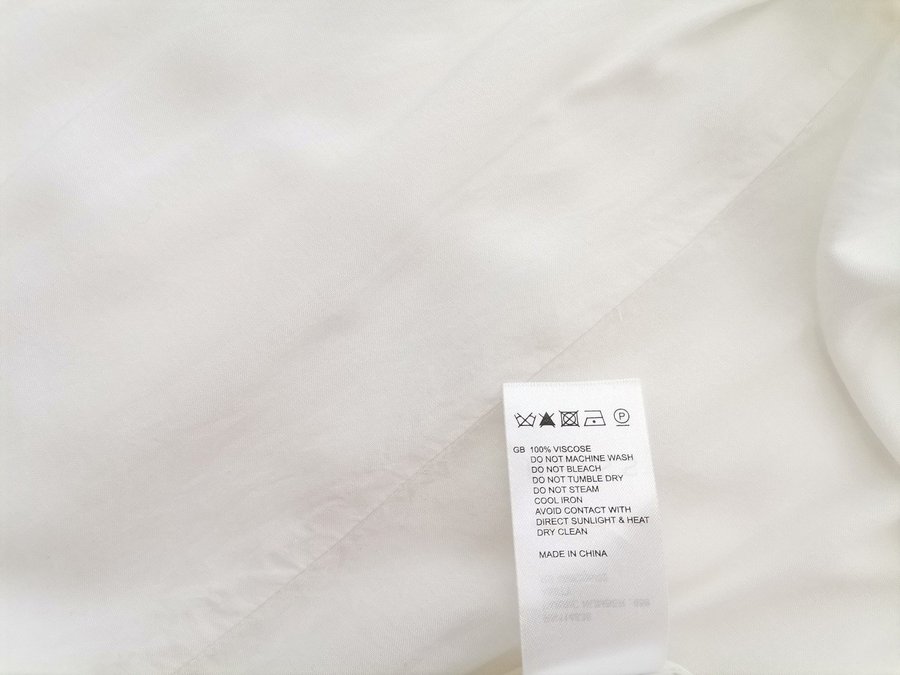 P
GB 100% VISCOSE
DO NOT MACHINE WASH
DO NOT BLEACH
DO NOT TUMBLE DRY
DO NOT STEAM
COOL IRON
AVOID CONTACT WITH
DIRECT SUNLIGHT & HEAT
DRY CLEAN
MADE IN CHINA